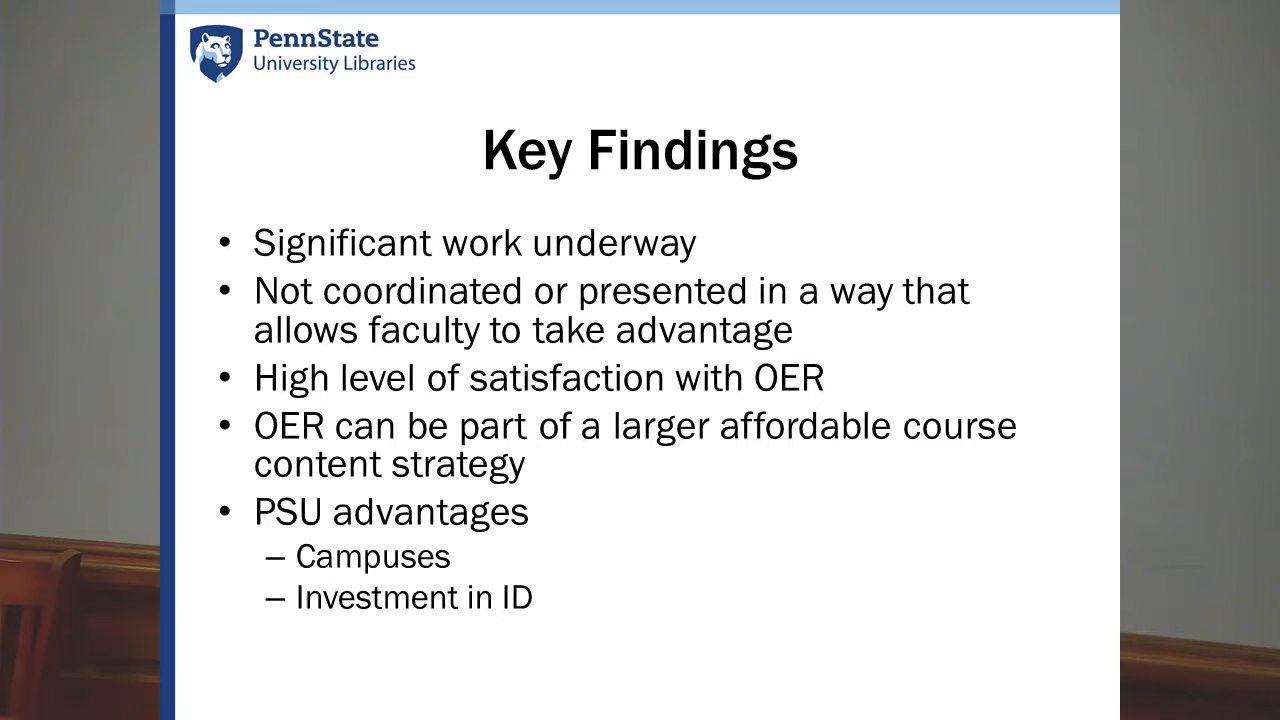 PennState
University Libraries
Key Findings
• Significant work underway
• Not coordinated or presented in a way that
allows faculty to take advantage
• High level of satisfaction with OER
• OER can be part of a larger affordable course
content strategy
• PSU advantages
– Campuses
– Investment in ID